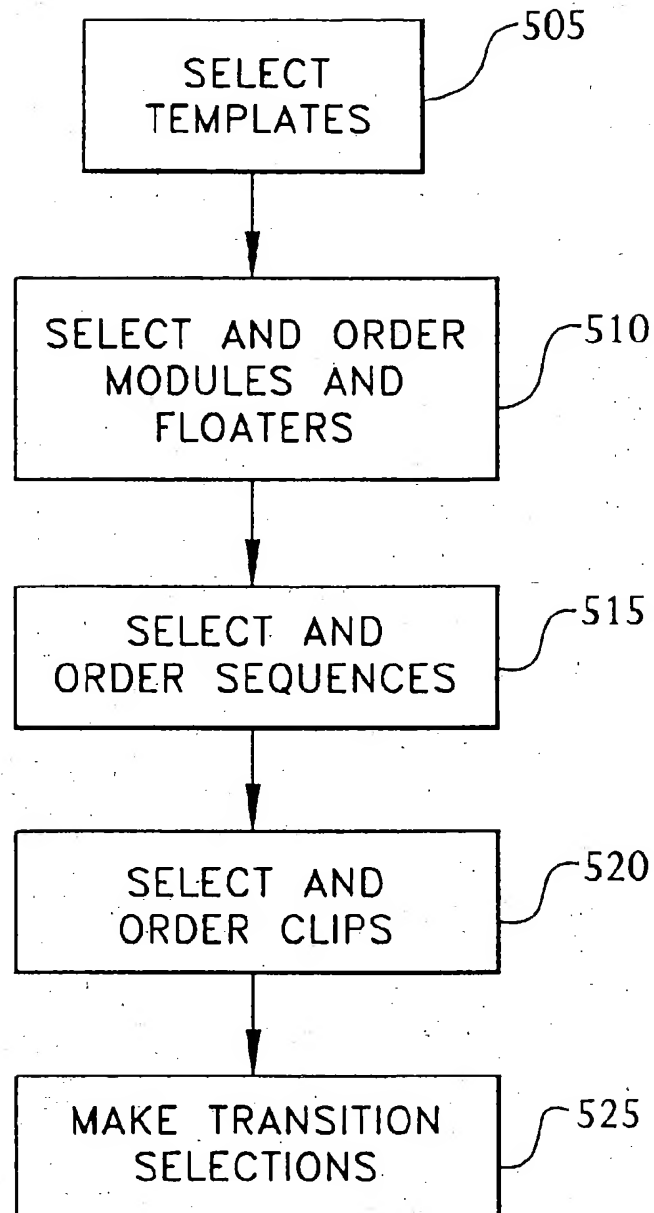 505
SELECT
TEMPLATES
510
SELECT AND ORDER
MODULES AND
FLOATERS
515
SELECT AND
ORDER SEQUENCES
520
SELECT AND
ORDER CLIPS
525
MAKE TRANSITION
SELECTIONS